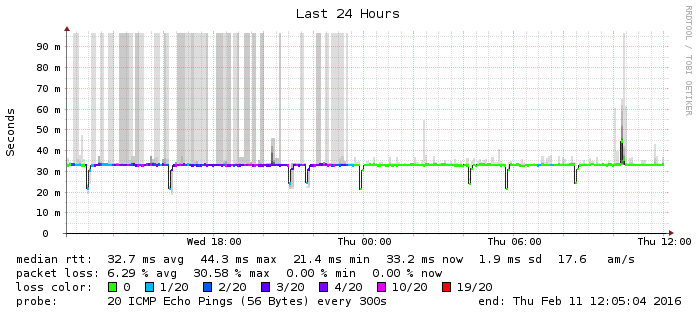 Last 24 Hours
RRDTOOL / TOBI OETIKER
Seconds
90 m
80 m
70 m
60 m
50 m
40 m
30 m
20 m
10 m
0
Wed 18:00 Thu 00:00 Thu 06:00 Thu 12:00
median rtt: 32.7 ms avg 44.3 ms max 21.4 ms min 33.2 ms now 1.9 ms sd 17.6 am/s
packet loss: 6.29 % avg 30.58 % max 0.00 % min 0.00 % now
loss color: 0 1/20 2/20 3/20 4/20 10/20 19/20
probe: 20 ICMP Echo Pings (56 Bytes) every 300s end: Thu Feb 11 12:05:04 2016